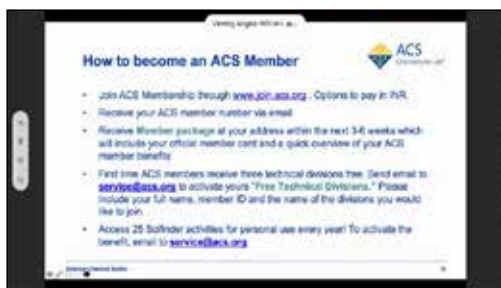 How to become an ACS Member
ACS
• Join ACS Membership through www.join.acs.org . Options to pay in INR.
• Receive your ACS member number via email
• Receive Member package at your address within the next 3-6 weeks which
will include your official member card and a quick overview of your ACS
member benefits
• First time ACS members receive three technical divisions free. Send email to
service@acs.org to activate yours "Free Technical Divisions." Please
include your full name, member ID and the name of the divisions you would
like to join.
• Access 25 Scifinder activities for personal use every year! To activate the
benefit, email to service@acs.org
American Chemical Society